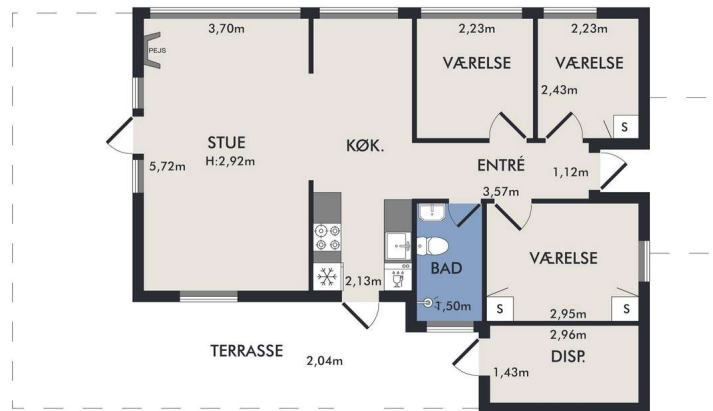 3,70m
2,23m
2,23m
PEJS
VÆRELSE
VÆRELSE
2,43m
S
STUE
H:2,92m
5,72m
KØK.
ENTRÉ
1,12m
3,57m
VÆRELSE
BAD
2,13m
1,50m
S
S
2,95m
2,96m
DISP.
1,43m
TERRASSE
2,04m